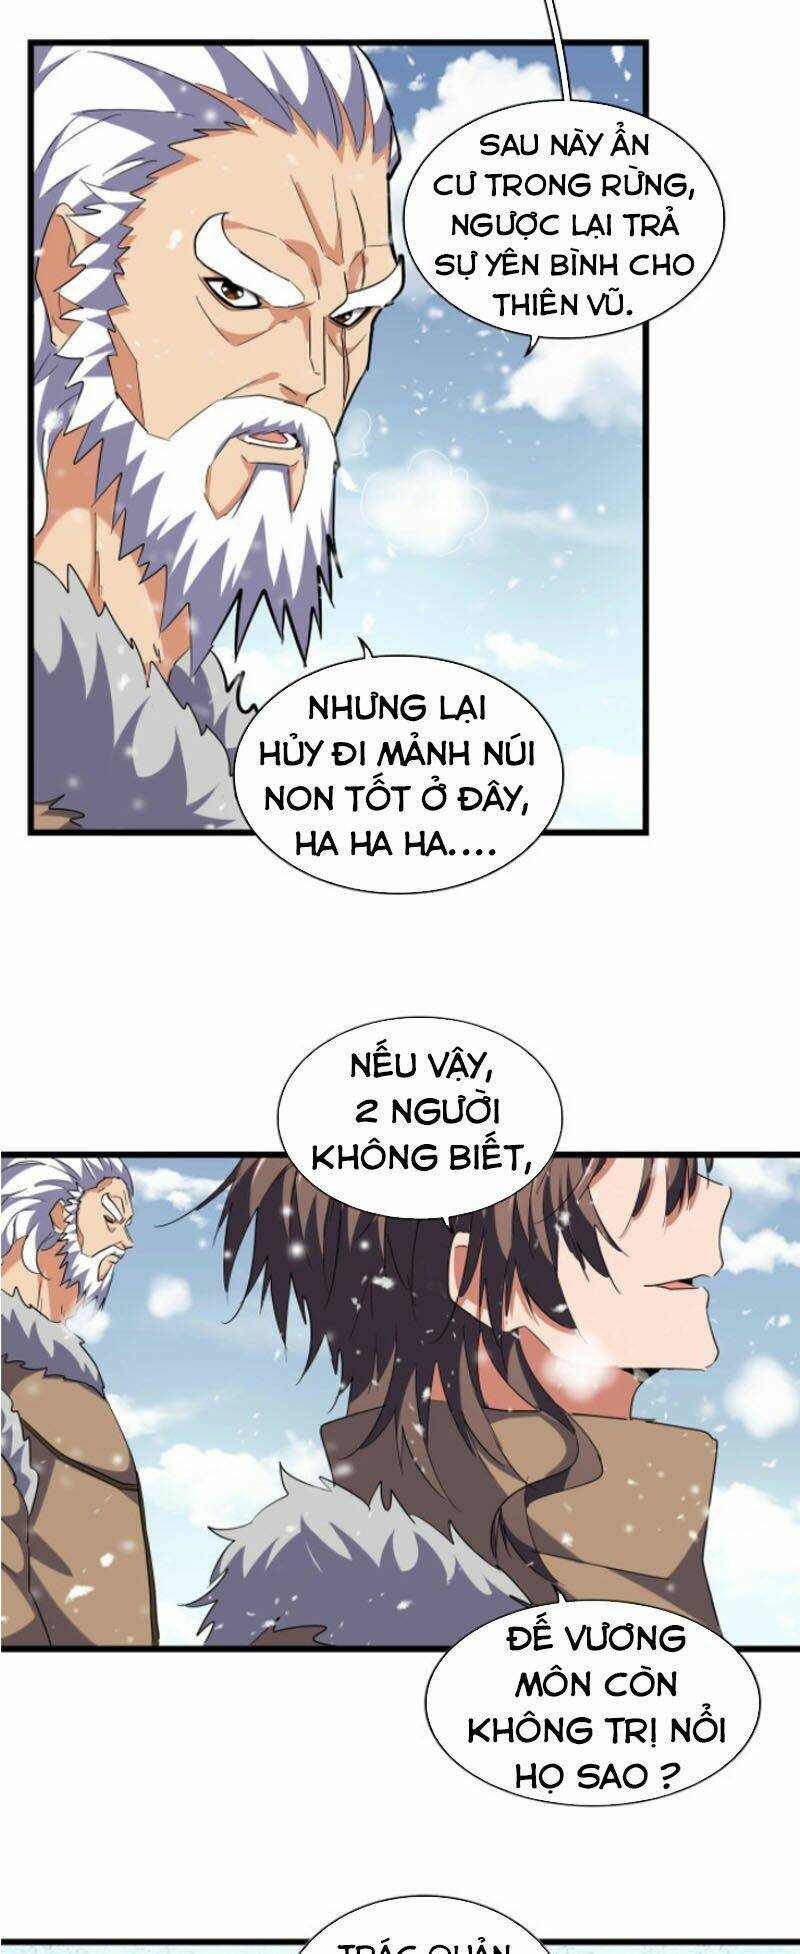 SAU NÀY ẨN
CƯ TRONG RỪNG,
NGƯỢC LẠI TRẢ
SỰ YÊN BÌNH CHO
THIÊN VŨ.
NHƯNG LẠI
HỦY ĐI MẢNH NÚI
NON TỐT Ở ĐÂY,
HA HA HA....
NẾU VẬY,
2 NGƯỜI
KHÔNG BIẾT,
ĐẾ VƯƠNG
MÔN CÒN
KHÔNG TRỊ NỔI
HỌ SAO ?
TRÁC QUẢN